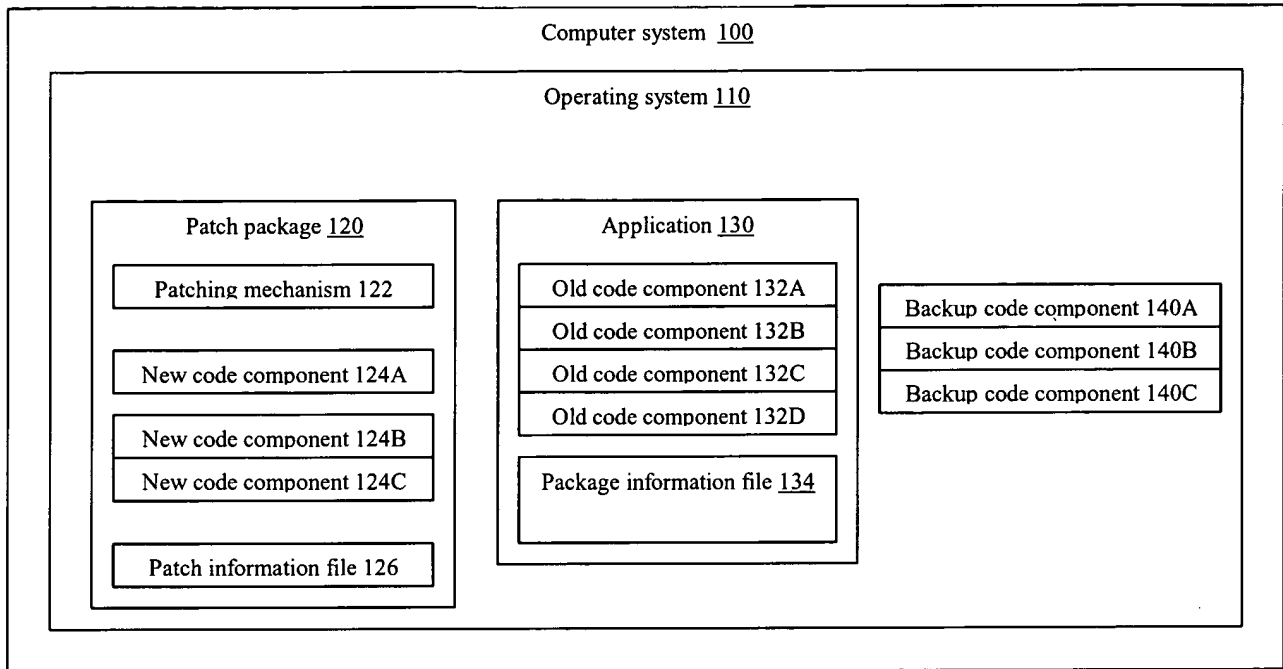 Computer system 100
Operating system 110
Patch package 120
Patching mechanism 122
New code component 124A
New code component 124B
New code component 124C
Patch information file 126
Application 130
Old code component 132A
Old code component 132B
Old code component 132C
Old code component 132D
Package information file 134
Backup code component 140A
Backup code component 140B
Backup code component 140C